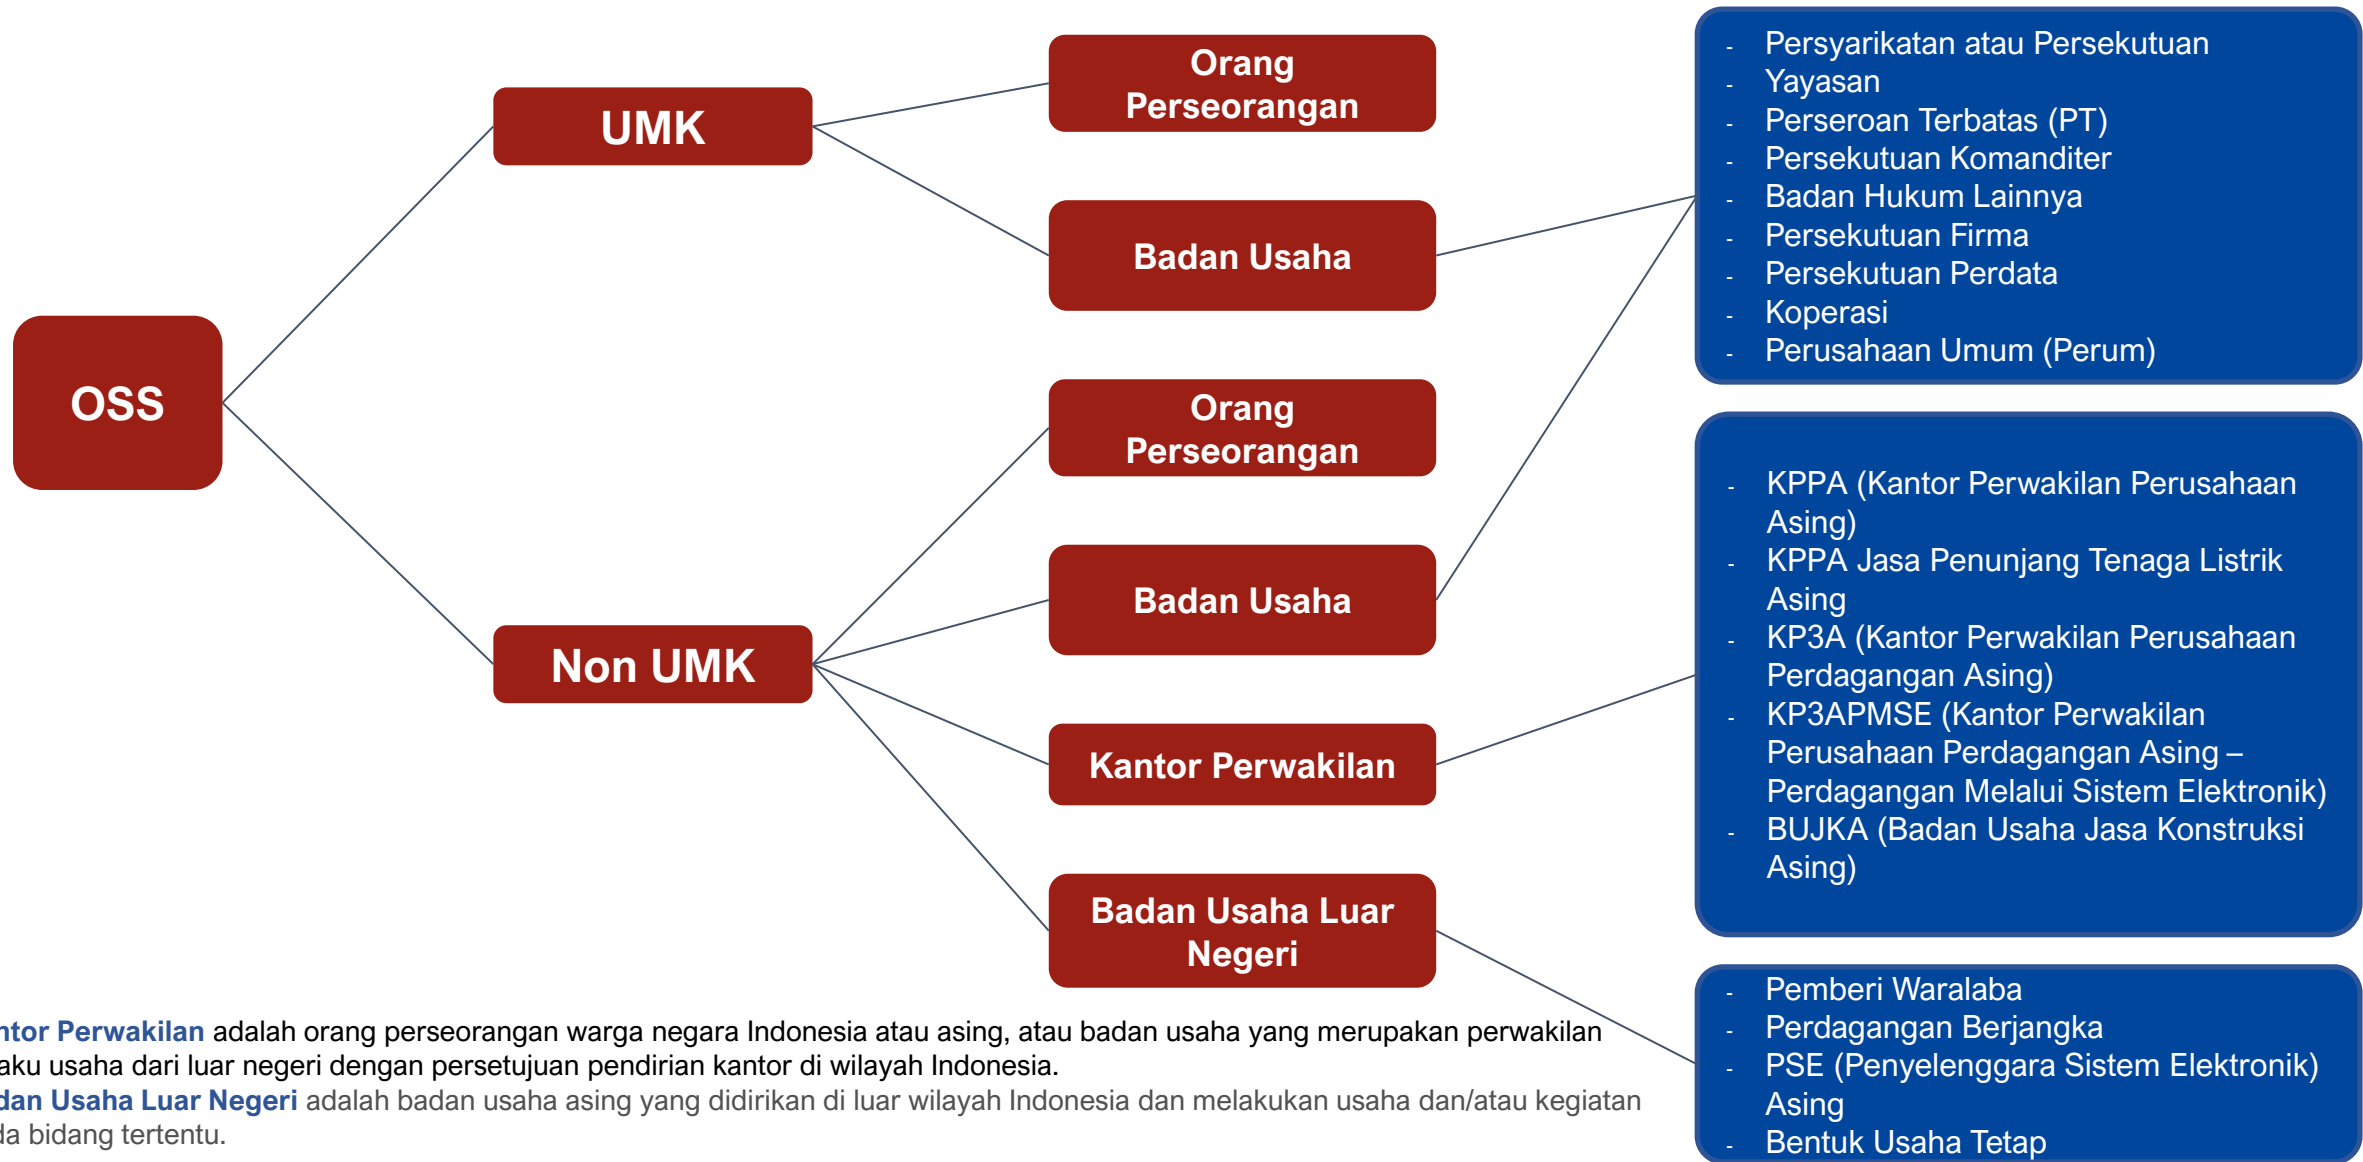 OSS
UMK
Non UMK
Orang
Perseorangan
Badan Usaha
Orang
Perseorangan
Badan Usaha
Kantor Perwakilan
Badan Usaha Luar
Negeri
- Persyarikatan atau Persekutuan
- Yayasan
- Perseroan Terbatas (PT)
- Persekutuan Komanditer
- Badan Hukum Lainnya
- Persekutuan Firma
- Persekutuan Perdata
- Koperasi
- Perusahaan Umum (Perum)
- KPPA (Kantor Perwakilan Perusahaan
Asing)
- KPPA Jasa Penunjang Tenaga Listrik
Asing
- KP3A (Kantor Perwakilan Perusahaan
Perdagangan Asing)
- KP3APMSE (Kantor Perwakilan
Perusahaan Perdagangan Asing –
Perdagangan Melalui Sistem Elektronik)
- BUJKA (Badan Usaha Jasa Konstruksi
Asing)
- Pemberi Waralaba
- Perdagangan Berjangka
- PSE (Penyelenggara Sistem Elektronik)
Asing
- Bentuk Usaha Tetap
ntor Perwakilan adalah orang perseorangan warga negara Indonesia atau asing, atau badan usaha yang merupakan perwakilan
aku usaha dari luar negeri dengan persetujuan pendirian kantor di wilayah Indonesia.
dan Usaha Luar Negeri adalah badan usaha asing yang didirikan di luar wilayah Indonesia dan melakukan usaha dan/atau kegiatan
da bidang tertentu.